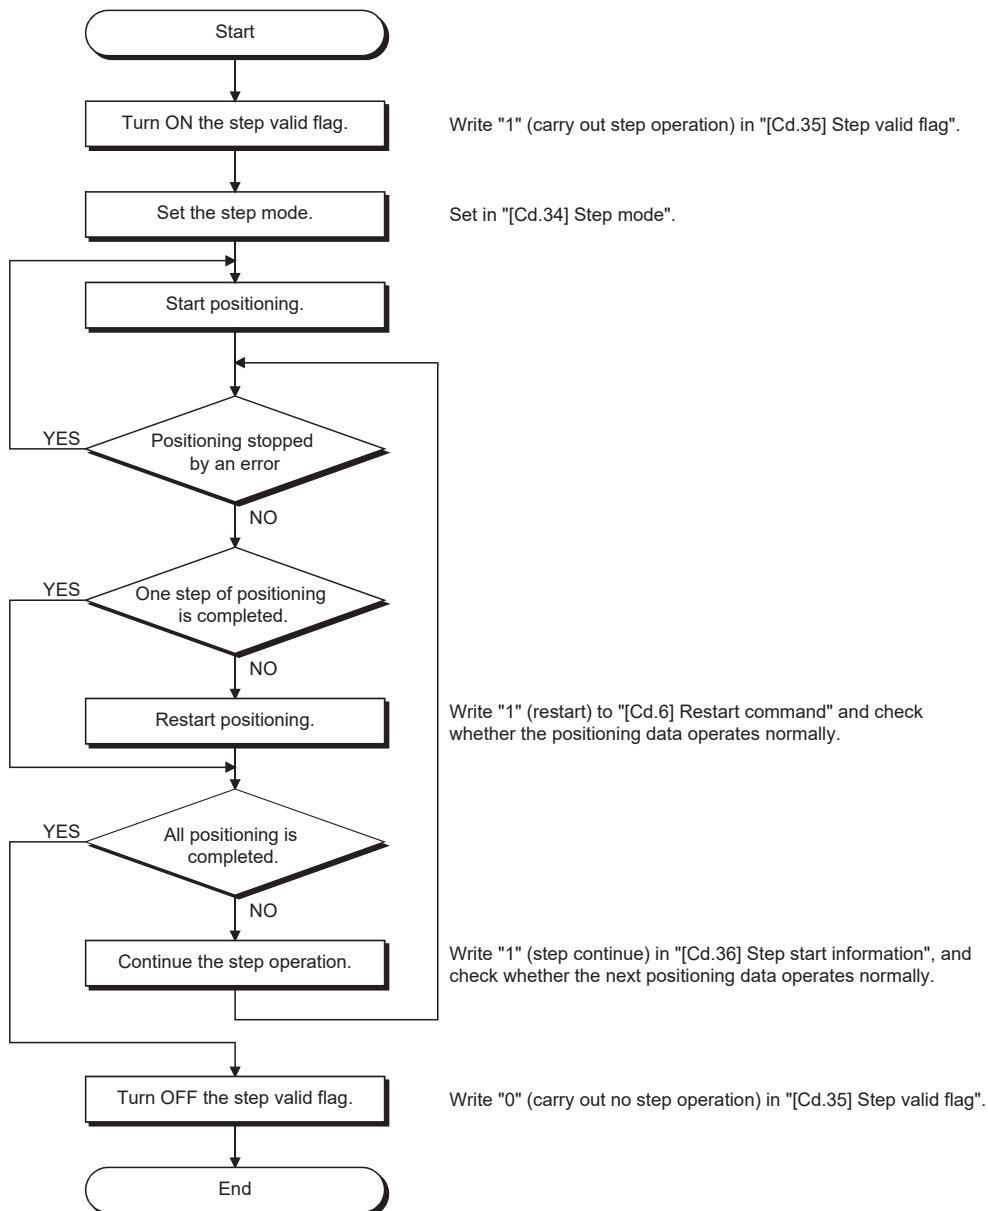 Start
Turn ON the step valid flag.
Write "1" (carry out step operation) in "[Cd.35] Step valid flag".
Set the step mode.
Set in "[Cd.34] Step mode".
Start positioning.
YES
Positioning stopped
by an error
NO
YES
One step of positioning
is completed.
NO
Restart positioning.
Write "1" (restart) to "[Cd.6] Restart command" and check
whether the positioning data operates normally.
YES
All positioning is
completed.
NO
Continue the step operation.
Write "1" (step continue) in "[Cd.36] Step start information", and
check whether the next positioning data operates normally.
Turn OFF the step valid flag.
Write "0" (carry out no step operation) in "[Cd.35] Step valid flag".
End